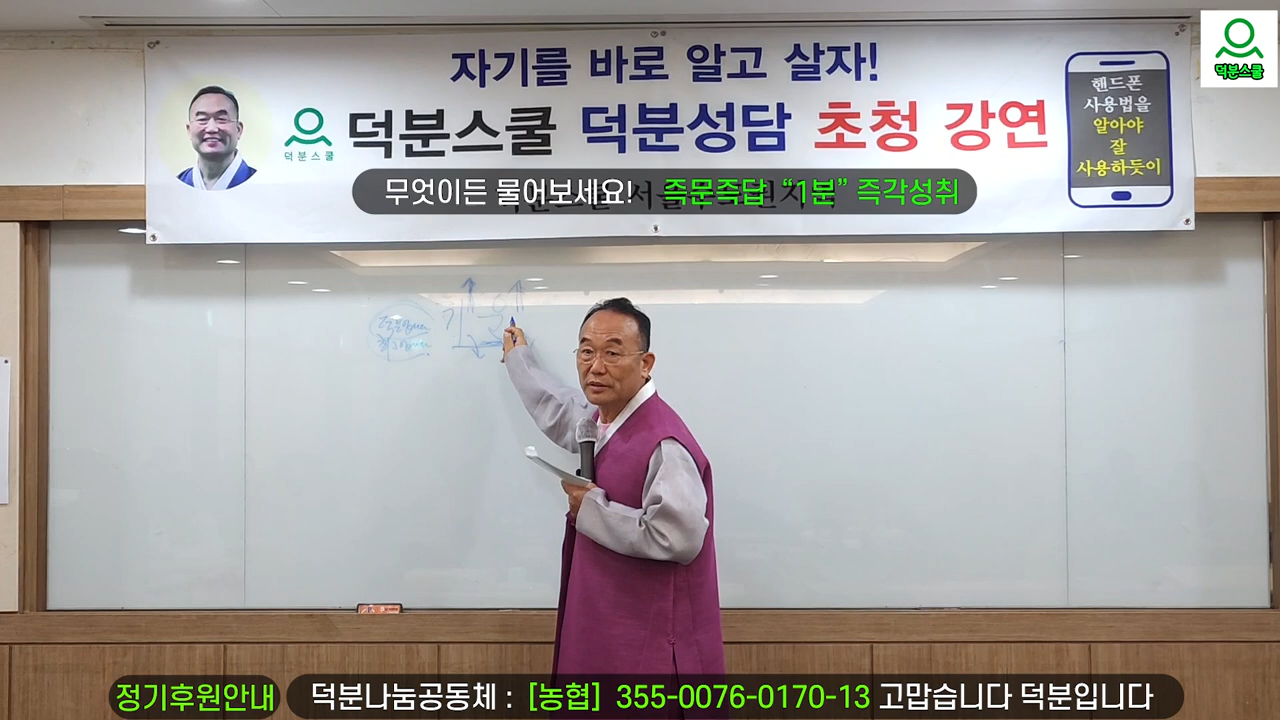 자기를 바로 알고 살자!
덕분스쿨
덕분스쿨 덕분성담 초청 강연
핸드폰
사용법을
알아야
잘
사용하듯이
덕분스쿨
무엇이든 물어보세요! 즉문즉답 “1분” 즉각성취
정기후원안내 덕분나눔공동체 : [농협] 355-0076-0170-13 고맙습니다 덕분입니다